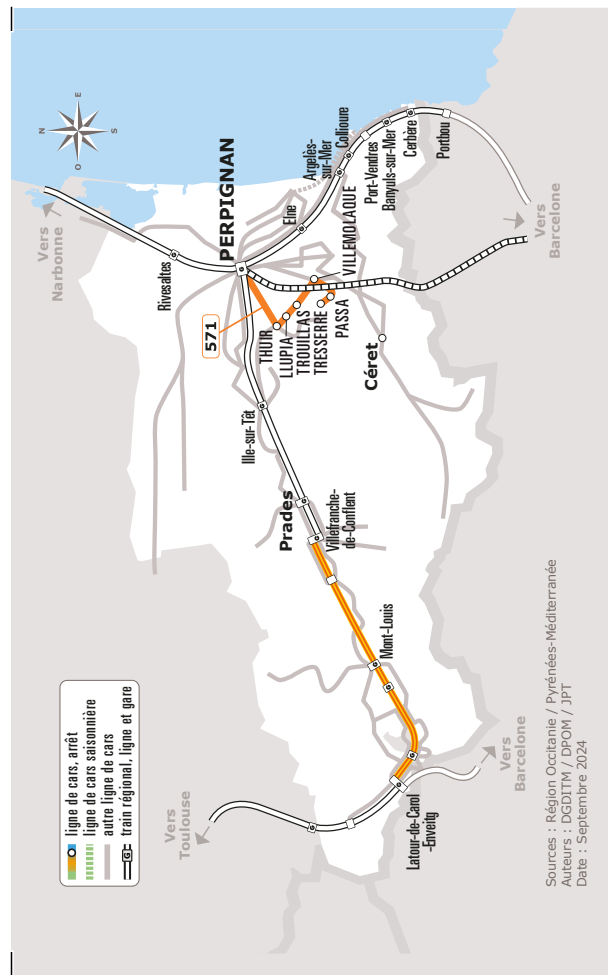 ligne de cars, arrêt
ligne de cars saisonnière
autre ligne de cars
G train régional, ligne et gare
N
E
S
O
Vers
Narbonne
Rivesaltes
PERPIGNAN
571
THUIR
LLUPIA
TROUILLAS
TRESSERRE
PASSA
VILLEMOLAQUE
Elne
Argelès-
sur-Mer
Collioure
Port-Vendres
Banyuls-sur-Mer
Cerbère
Portbou
Vers
Barcelone
Céret
Ille-sur-Têt
Prades
Villefranche-
de-Conflent
Mont-Louis
Latour-de-Carol
-Enveitg
Vers
Toulouse
Vers
Barcelone
Sources : Région Occitanie / Pyrénées-Méditerranée
Auteurs : DGDITM / DPOM / JPT
Date : Septembre 2024